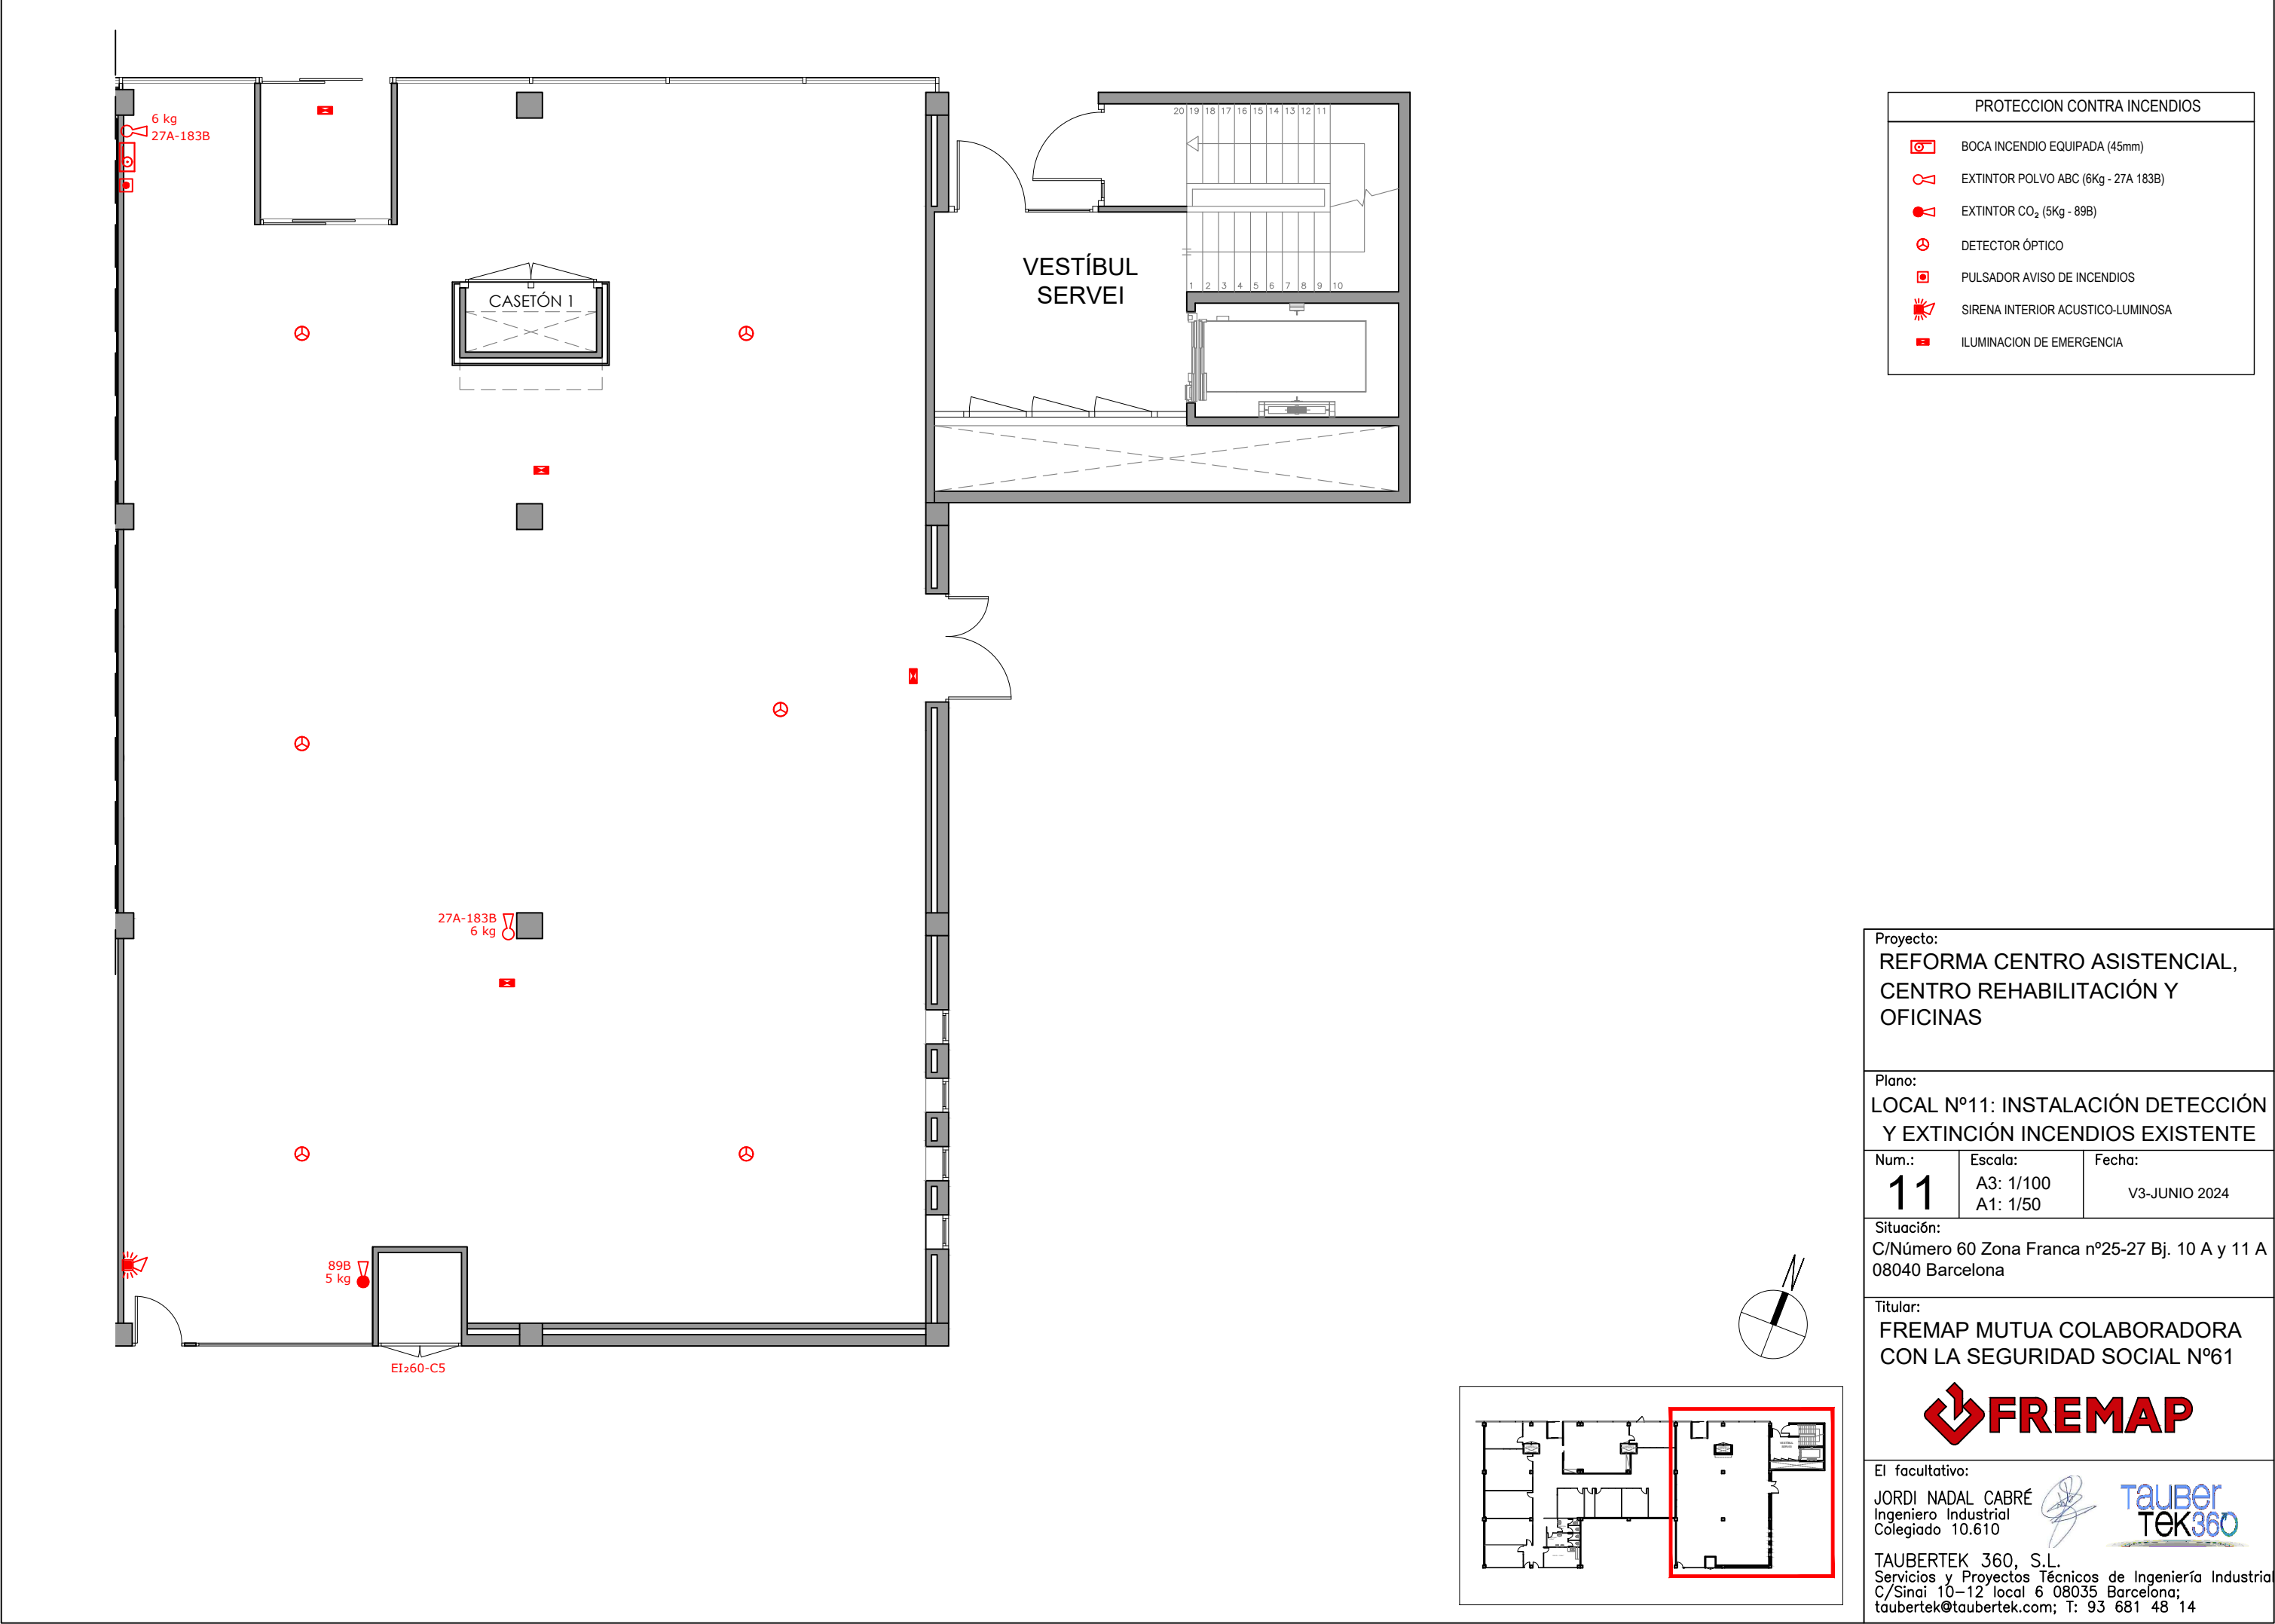 6 kg
27A-183B
CASETÓN 1
VESTÍBUL
SERVEI
20 19 18 17 16 15 14 13 12 11
1 2 3 4 5 6 7 8 9 10
27A-183B
6 kg
89B
5 kg
EI₂60-C5
PROTECCION CONTRA INCENDIOS
BOCA INCENDIO EQUIPADA (45mm)
EXTINTOR POLVO ABC (6Kg - 27A 183B)
EXTINTOR CO₂ (5Kg - 89B)
DETECTOR ÓPTICO
PULSADOR AVISO DE INCENDIOS
SIRENA INTERIOR ACUSTICO-LUMINOSA
ILUMINACION DE EMERGENCIA
N
Proyecto:
REFORMA CENTRO ASISTENCIAL,
CENTRO REHABILITACIÓN Y
OFICINAS
Plano:
LOCAL Nº11: INSTALACIÓN DETECCIÓN
Y EXTINCIÓN INCENDIOS EXISTENTE
Num.:
11
Escala:
A3: 1/100
A1: 1/50
Fecha:
V3-JUNIO 2024
Situación:
C/Número 60 Zona Franca nº25-27 Bj. 10 A y 11 A
08040 Barcelona
Titular:
FREMAP MUTUA COLABORADORA
CON LA SEGURIDAD SOCIAL Nº61
FREMAP
El facultativo:
JORDI NADAL CABRÉ
Ingeniero Industrial
Colegiado 10.610
TAUBER
TEK360
TAUBERTEK 360, S.L.
Servicios y Proyectos Técnicos de Ingeniería Industrial
C/Sinai 10-12 local 6 08035 Barcelona;
taubertek@taubertek.com; T: 93 681 48 14